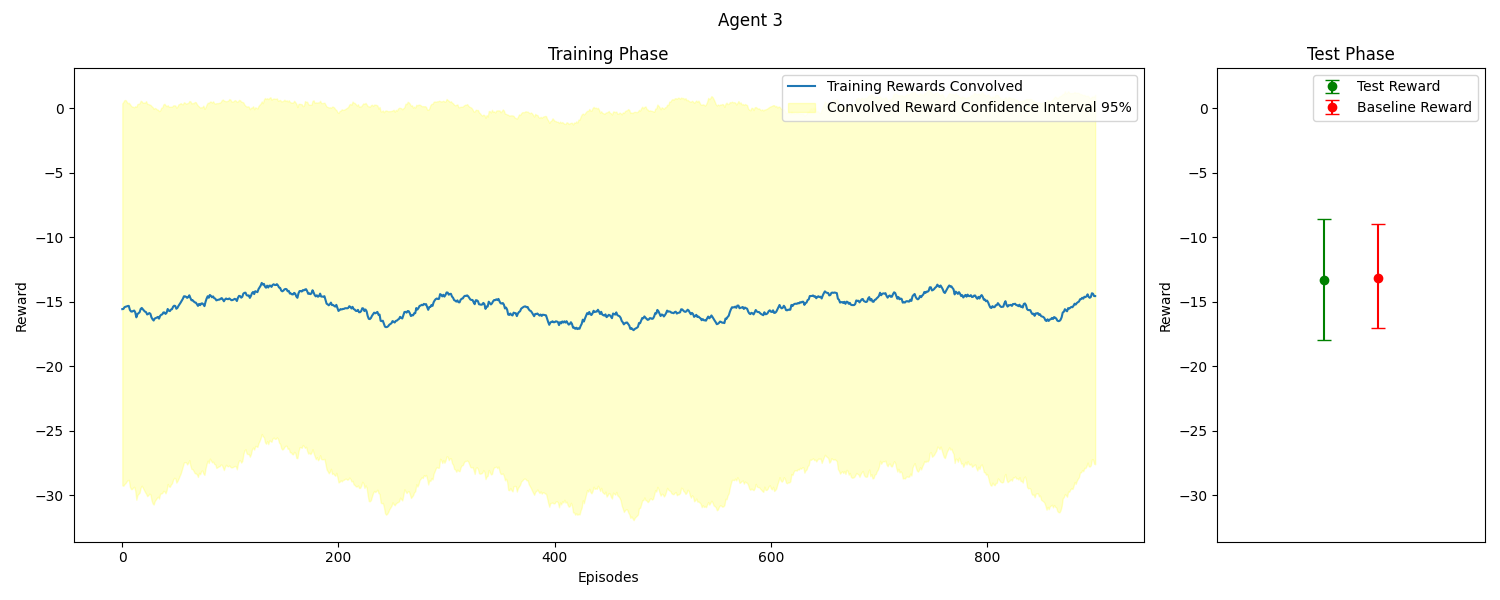 Agent 3
Training Phase
Training Rewards Convolved
Convolved Reward Confidence Interval 95%
0
−5
−10
−15
−20
−25
−30
Reward
0
200
400
600
800
Episodes
Test Phase
Test Reward
Baseline Reward
0
−5
−10
−15
−20
−25
−30
Reward